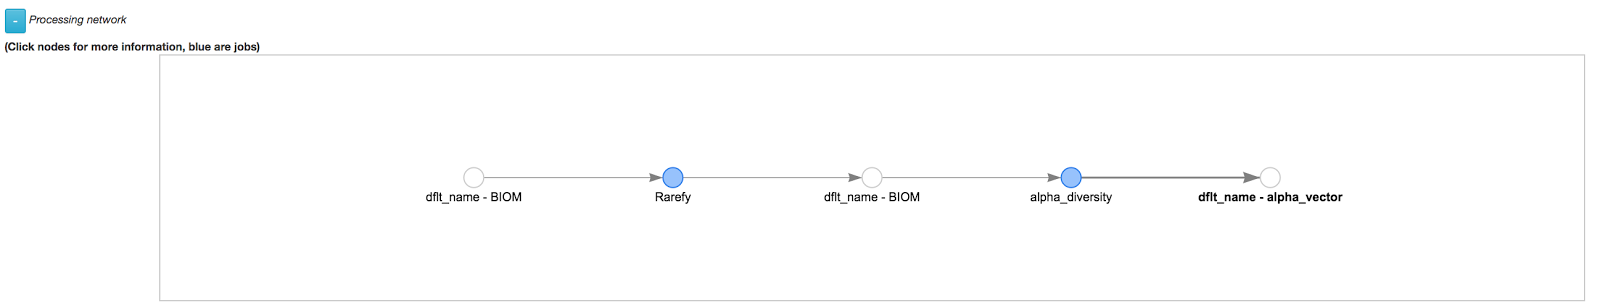 - Processing network
(Click nodes for more information, blue are jobs)
dflt_name - BIOM
Rarefy
dflt_name - BIOM
alpha_diversity
dflt_name - alpha_vector